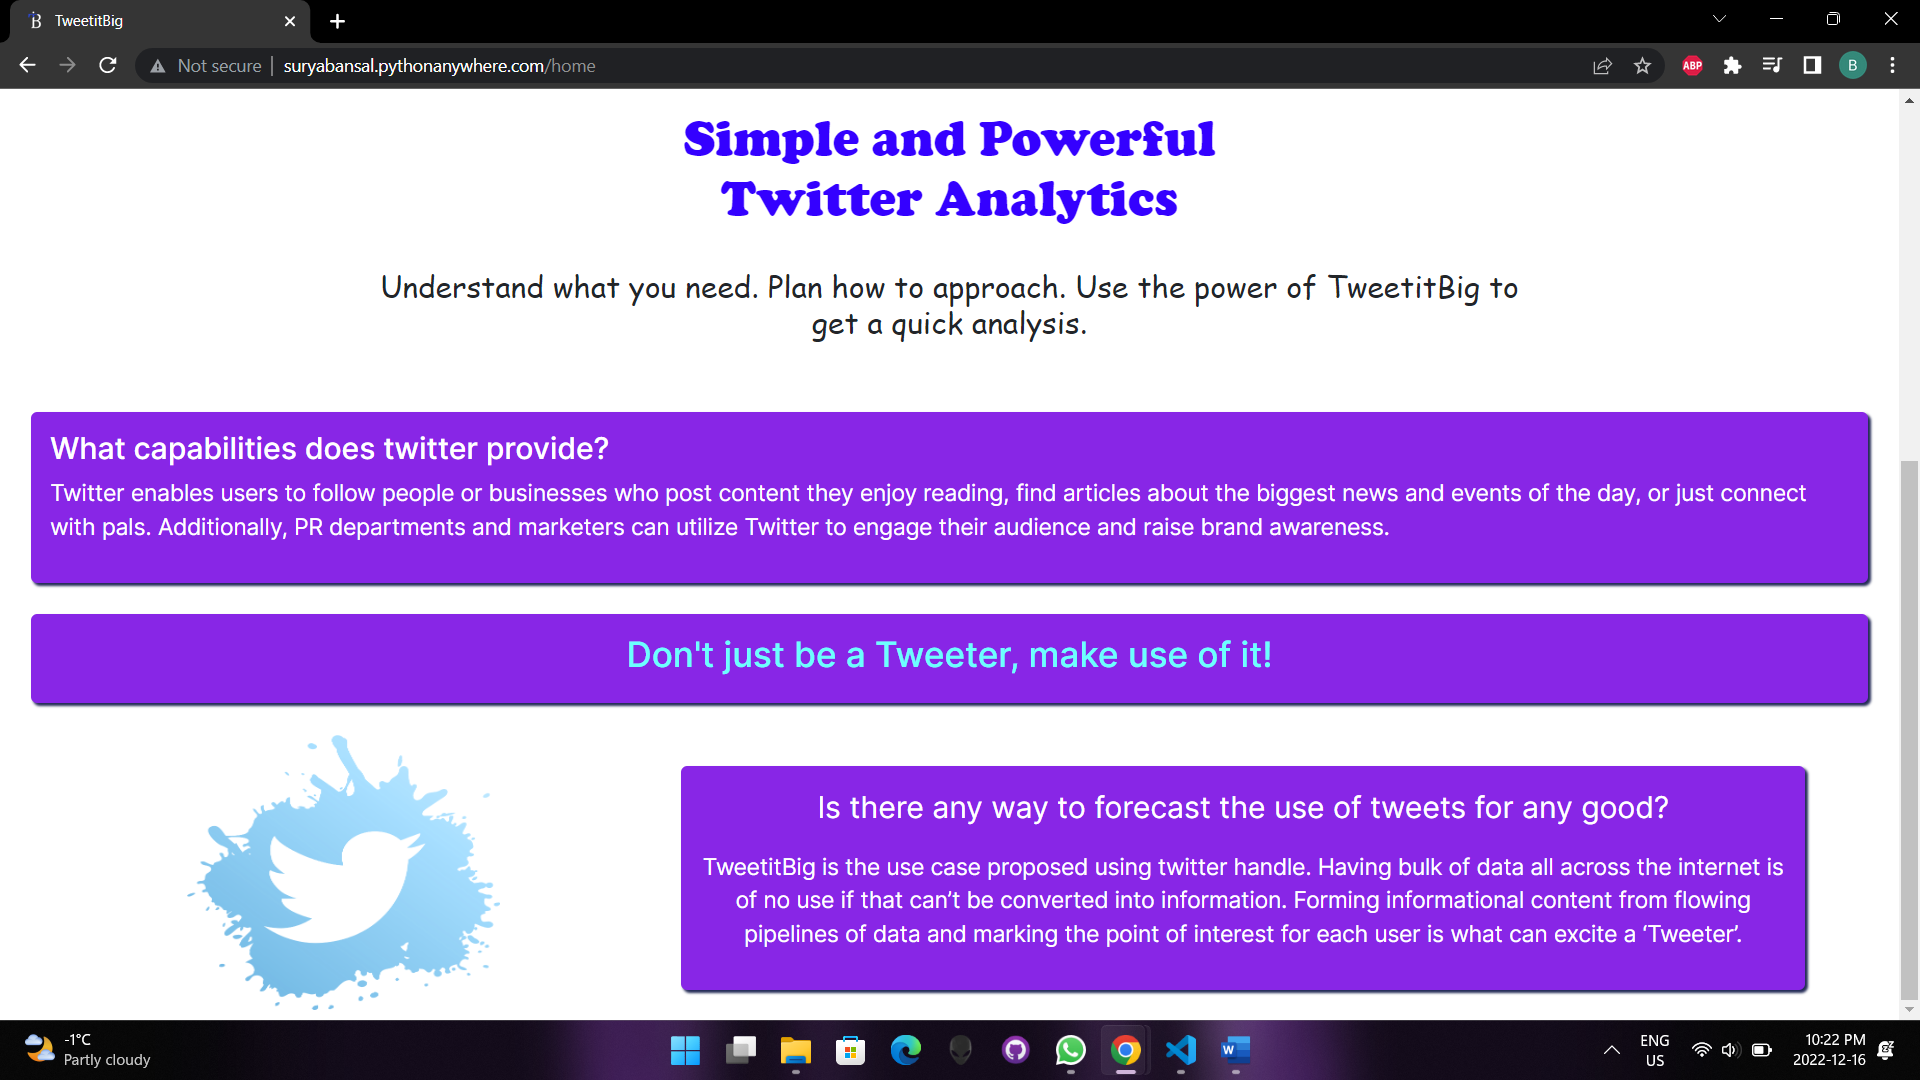 TweetitBig
Not secure suryabansal.pythonanywhere.com/home
ABP
B
Simple and Powerful
Twitter Analytics
Understand what you need. Plan how to approach. Use the power of TweetitBig to
get a quick analysis.
What capabilities does twitter provide?
Twitter enables users to follow people or businesses who post content they enjoy reading, find articles about the biggest news and events of the day, or just connect
with pals. Additionally, PR departments and marketers can utilize Twitter to engage their audience and raise brand awareness.
Don't just be a Tweeter, make use of it!
Is there any way to forecast the use of tweets for any good?
TweetitBig is the use case proposed using twitter handle. Having bulk of data all across the internet is
of no use if that can’t be converted into information. Forming informational content from flowing
pipelines of data and marking the point of interest for each user is what can excite a ‘Tweeter’.
-1°C
Partly cloudy
W
ENG
US
10:22 PM
2022-12-16